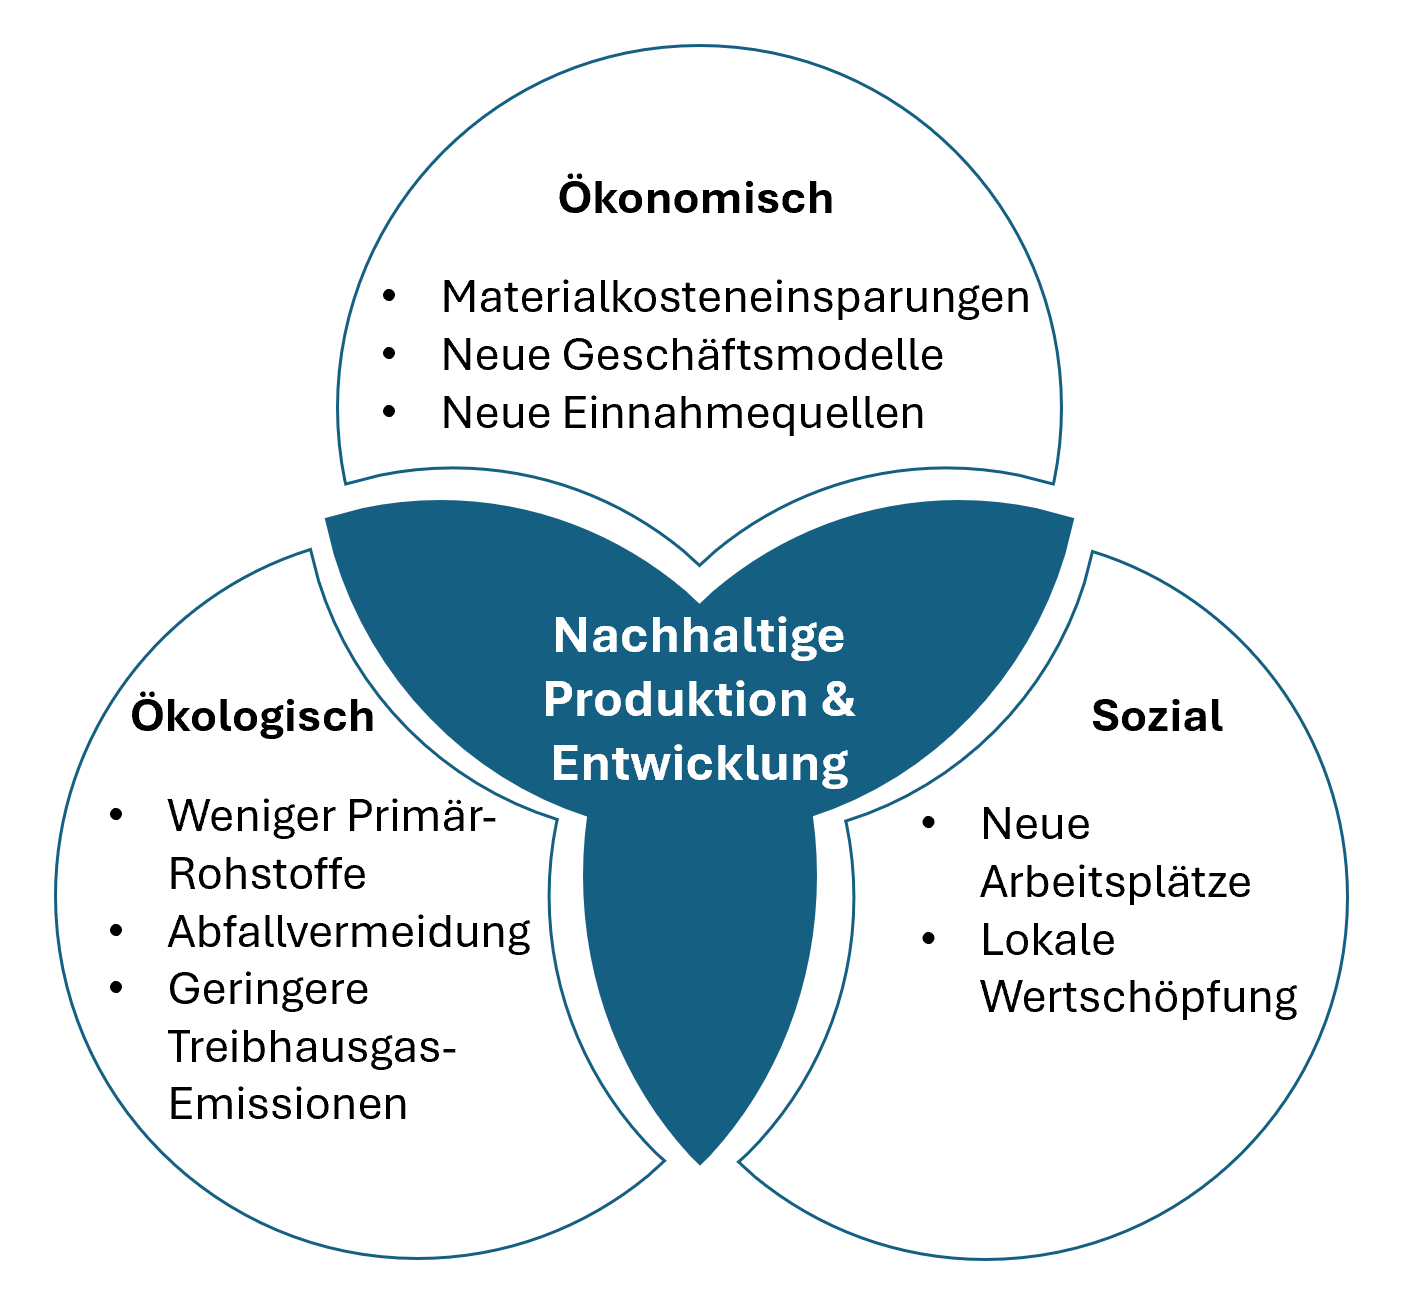 Ökonomisch
• Materialkosteneinsparungen
• Neue Geschäftsmodelle
• Neue Einnahmequellen
Nachhaltige
Produktion &
Entwicklung
Ökologisch
• Weniger Primär-
Rohstoffe
• Abfallvermeidung
• Geringere
Treibhausgas-
Emissionen
Sozial
• Neue
Arbeitsplätze
• Lokale
Wertschöpfung